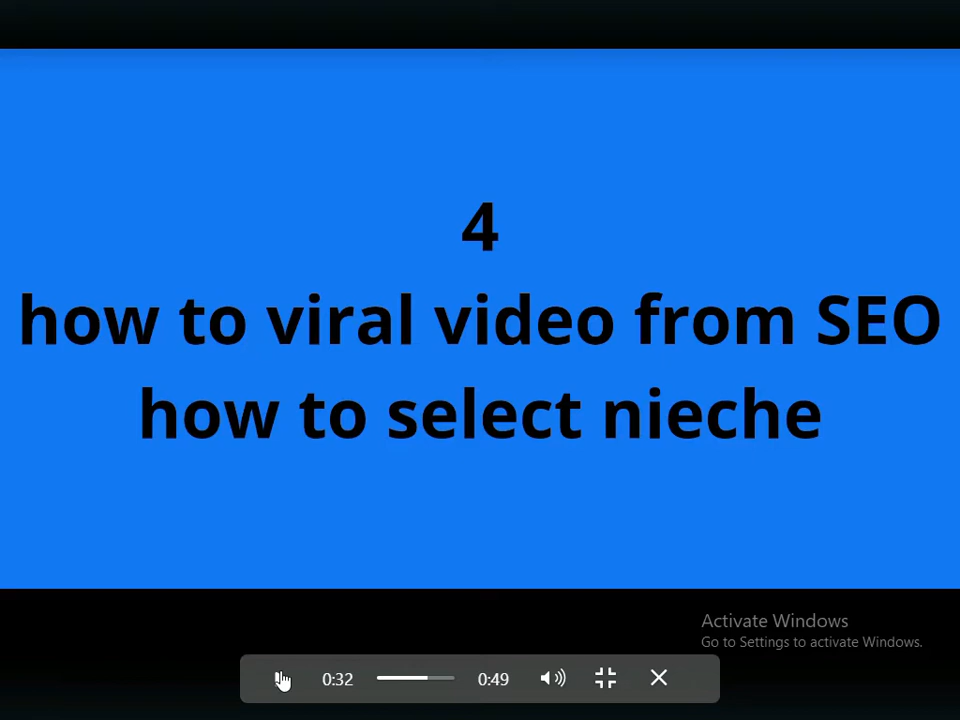 4
how to viral video from SEO
how to select nieche
Activate Windows
Go to Settings to activate Windows.
0:32
0:49